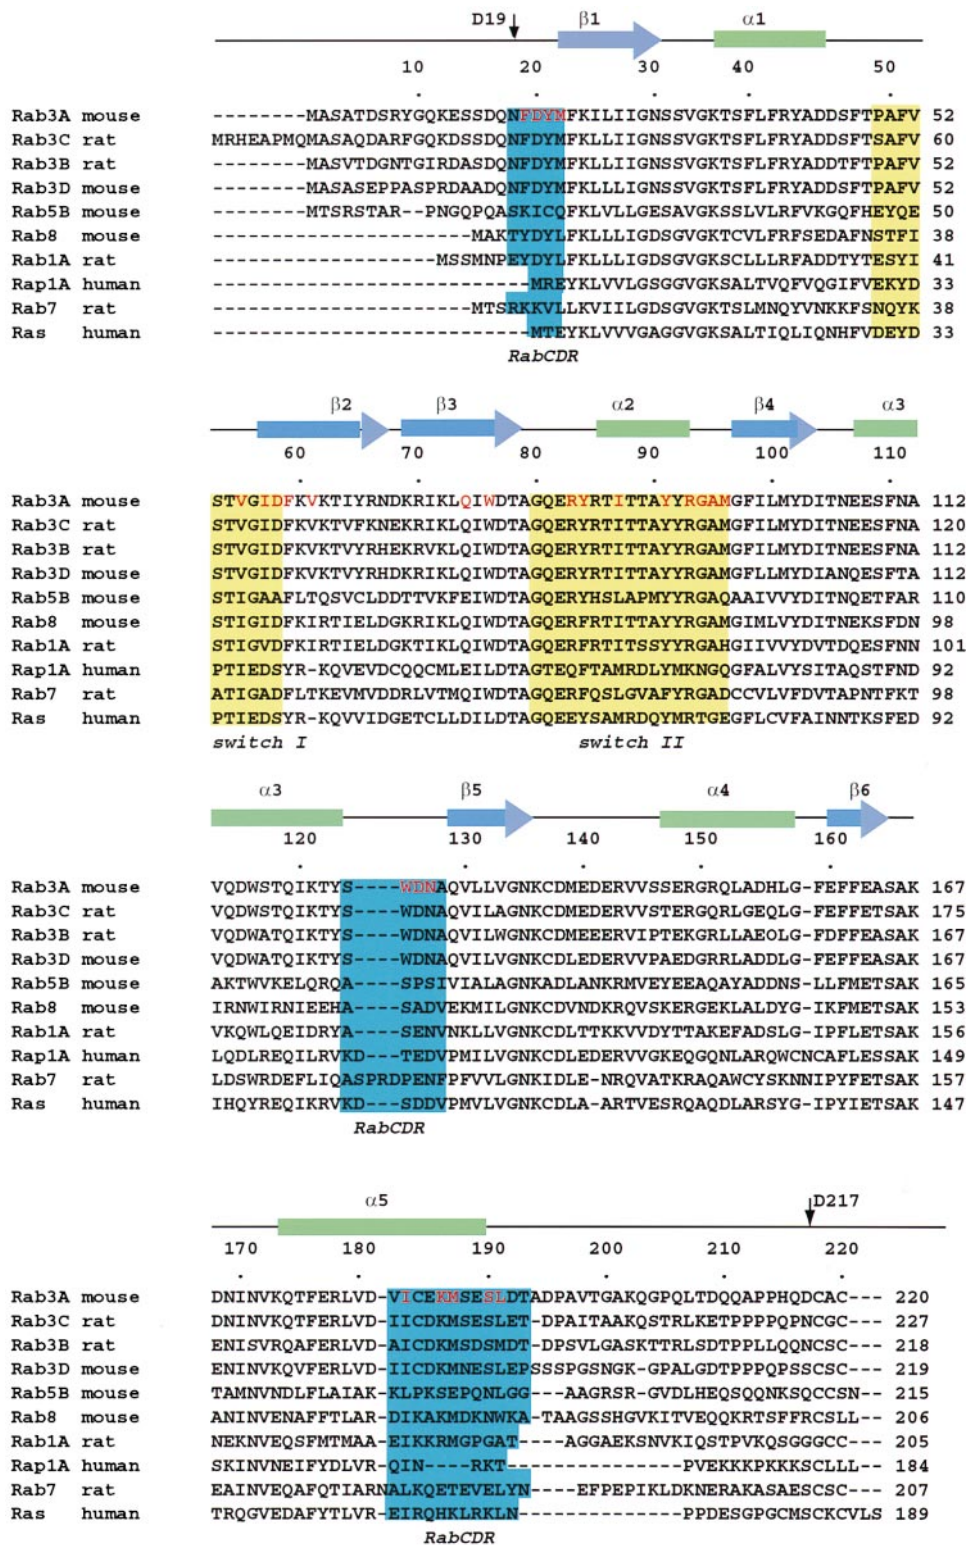 D19 β1 α1
10 20 30 40 50
Rab3A mouse --------MASATDSRYGQKESSDQNFDYMFKILIIGNSSVGKTSFLFRYADDSFTPAFV 52
Rab3C rat MRHEAPMQMASAQDARFGQKDSSDQNFDYMFKLLIIGNSSVGKTSFLFRYADDSFTSAFV 60
Rab3B rat --------MASVTDGNTGIRDASDQNFDYMFKLLIIGNSSVGKTSFLFRYADDTFTPAFV 52
Rab3D mouse --------MASASEPPASPRDAADQNFDYMFKLLLIGNSSVGKTSFLFRYADDSFTPAFV 52
Rab5B mouse --------MTSRSTAR--PNGQPQASKICQFKLVLLGESAVGKSSLVLRFVKGQFHEYQE 50
Rab8 mouse ----------------------MAKTYDYLFKLLLIGDSGVGKTCVLFRFSEDAFNSTFI 38
Rab1A rat -------------------MSSMNPEYDYLFKLLLIGDSGVGKSCLLLRFADDTYTESYI 41
Rap1A human ---------------------------MREYKLVVLGSGGVGKSALTVQFVQGIFVEKYD 33
Rab7 rat ----------------------MTSRKKVLLKVIILGDSGVGKTSLMNQYVNKKFSNQYK 38
Ras human ---------------------------MTEYKLVVVGAGGVGKSALTIQLIQNHFVDEYD 33
RabCDR
β2 β3 α2 β4 α3
60 70 80 90 100 110
Rab3A mouse STVGIDFKVKTIYRNDKRIKLQIWDTAGQERYRTITTAYYRGAMGFILMYDITNEESFNA 112
Rab3C rat STVGIDFKVKTVFKNEKRIKLQIWDTAGQERYRTITTAYYRGAMGFILMYDITNEESFNA 120
Rab3B rat STVGIDFKVKTVYRHEKRVKLQIWDTAGQERYRTITTAYYRGAMGFILMYDITNEESFNA 112
Rab3D mouse STVGIDFKVKTVYRHDKRIKLQIWDTAGQERYRTITTAYYRGAMGFLLMYDIANQESFTA 112
Rab5B mouse STIGAAFLTQSVCLDDTTVKFEIWDTAGQERYHSLAPMYYRGAQAAIVVYDITNQETFAR 110
Rab8 mouse STIGIDFKIRTIELDGKRIKLQIWDTAGQERFRTITTAYYRGAMGIMLVYDITNEKSFDN 98
Rab1A rat STIGVDFKIRTIELDGKTIKLQIWDTAGQERFRTITSSYYRGAHGIIVVYDVTDQESFNN 101
Rap1A human PTIEDSYR-KQVEVDCQQCMLEILDTAGTEQFTAMRDLYMKNGQGFALVYSITAQSTFND 92
Rab7 rat ATIGADFLTKEVMVDDRLVTMQIWDTAGQERFQSLGVAFYRGADCCVLVFDVTAPNTFKT 98
Ras human PTIEDSYR-KQVVIDGETCLLDILDTAGQEEYSAMRDQYMRTGEGFLCVFAINNTKSFED 92
switch I switch II
α3 β5 α4 β6
120 130 140 150 160
Rab3A mouse VQDWSTQIKTYS----WDNAQVLLVGNKCDMEDERVVSSERGRQLADHLG-FEFFEASAK 167
Rab3C rat VQDWSTQIKTYS----WDNAQVILAGNKCDMEDERVVSTERGQRLGEQLG-FEFFETSAK 175
Rab3B rat VQDWATQIKTYS----WDNAQVILWGNKCDMEEERVIPTEKGRLLAEQLG-FDFFEASAK 167
Rab3D mouse VQDWATQIKTYS----WDNAQVILVGNKCDLEDERVVPAEDGRRLADDLG-FEFFEASAK 167
Rab5B mouse AKTWVKELQRQA----SPSIVIALAGNKADLANKRMVEYEEAQAYADDNS-LLFMETSAK 165
Rab8 mouse IRNWIRNIEEHA----SADVEKMILGNKCDVNDKRQVSKERGEKLALDYG-IKFMETSAK 153
Rab1A rat VKQWLQEIDRYA----SENVNKLLVGNKCDLTTKKVVDYTTAKEFADSLG-IPFLETSAK 156
Rap1A human LQDLREQILRVKD---TEDVPMILVGNKCDLEDERVVGKEQGQNLARQWCNCAFLESSAK 149
Rab7 rat LDSWRDEFLIQASPRDPENFPFVVLGNKIDLE-NRQVATKRAQAWCYSKNNIPYFETSAK 157
Ras human IHQYREQIKRVKD---SDDVPMVLVGNKCDLA-ARTVESRQAQDLARSYG-IPYIETSAK 147
RabCDR
α5 D217
170 180 190 200 210 220
Rab3A mouse DNINVKQTFERLVD-VICEKMSESLDTADPAVTGAKQGPQLTDQQAPPHQDCAC--- 220
Rab3C rat DNINVKQTFERLVD-IICDKMSESLET-DPAITAAKQSTRLKETPPPPQPNCGC--- 227
Rab3B rat ENISVRQAFERLVD-AICDKMSDSMDT-DPSVLGASKTTRLSDTPPLLQQNCSC--- 218
Rab3D mouse ENINVKQVFERLVD-IICDKMNESLEPSSSPGSNGK-GPALGDTPPPQPSSCSC--- 219
Rab5B mouse TAMNVNDLFLAIAK-KLPKSEPQNLGG---AAGRSR-GVDLHEQSQQNKSQCCSN-- 215
Rab8 mouse ANINVENAFFTLAR-DIKAKMDKNWKA-TAAGSSHGVKITVEQQKRTSFFRCSLL-- 206
Rab1A rat NEKNVEQSFMTMAA-EIKKRMGPGAT----AGGAEKSNVKIQSTPVKQSGGGCC--- 205
Rap1A human SKINVNEIFYDLVR-QIN----RKT---------------PVEKKKPKKKSCLLL-- 184
Rab7 rat EAINVEQAFQTIARNALKQETEVELYN----EFPEPIKLDKNERAKASAESCSC--- 207
Ras human TRQGVEDAFYTLVR-EIRQHKLRKLN--------------PPDESGPGCMSCKCVLS 189
RabCDR